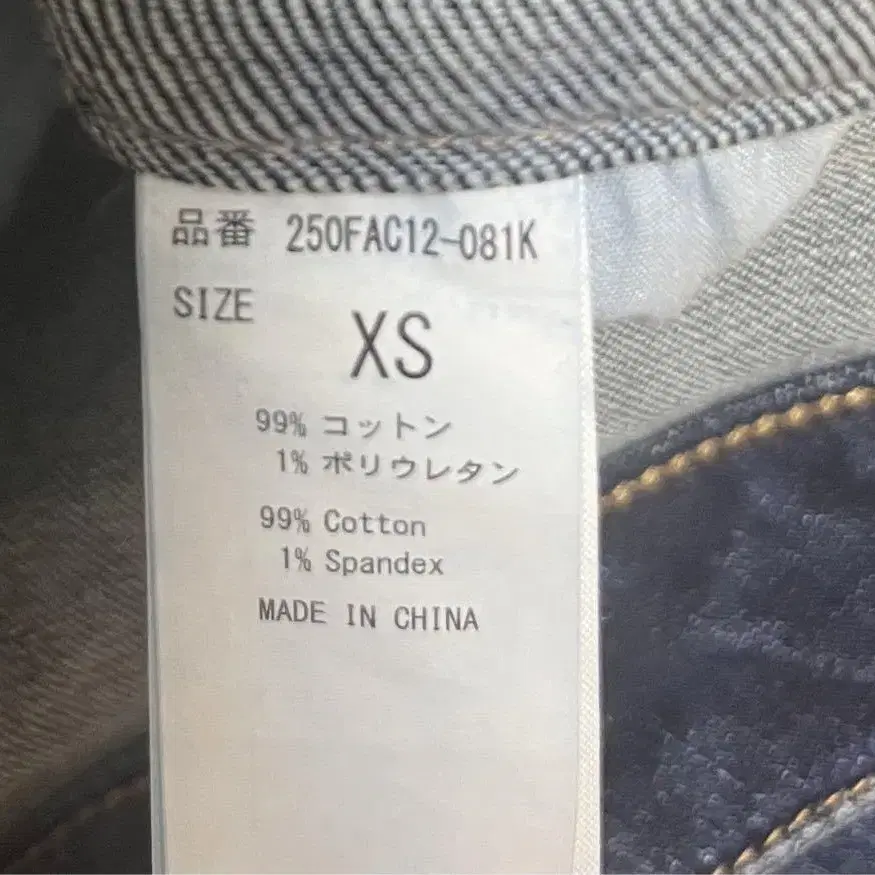 品番 250FAC12-081K
SIZE
XS
99% コットン
1% ポリウレタン
99% Cotton
1% Spandex
MADE IN CHINA